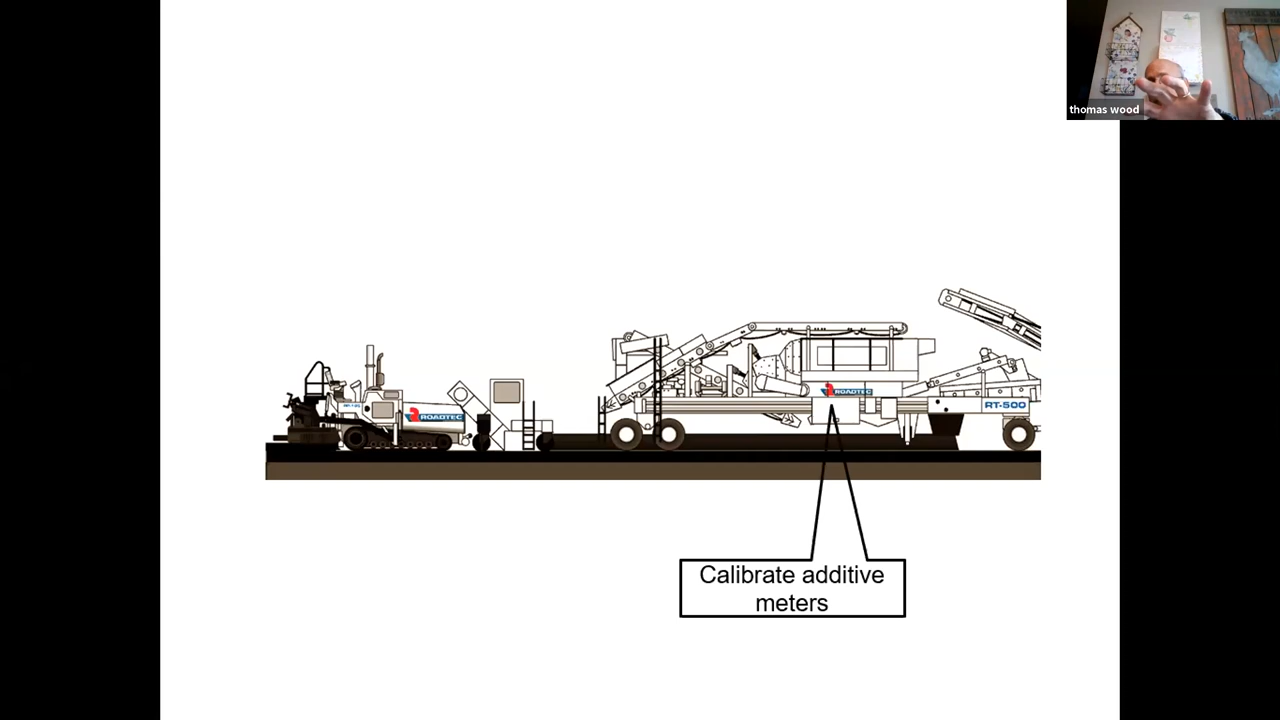 thomas wood
ROADTEC
ROADTEC
RT-500
Calibrate additive
meters